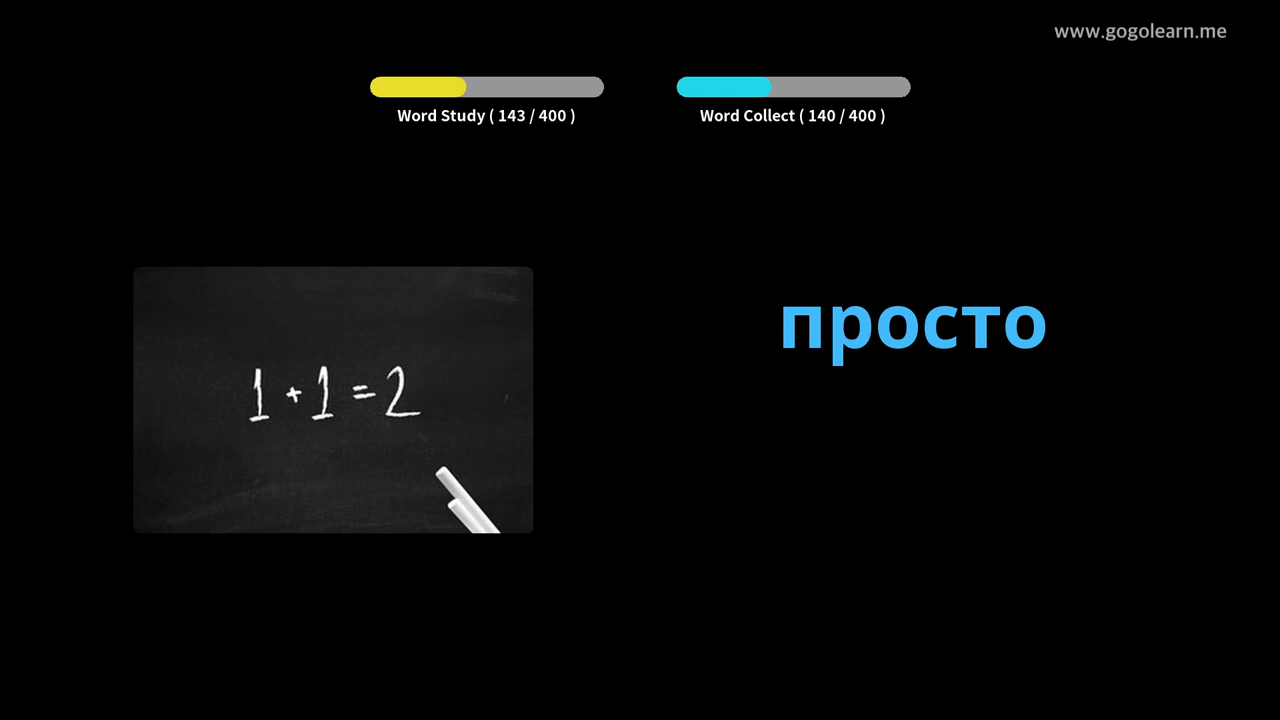 www.gogolearn.me
Word Study ( 143 / 400 )
Word Collect ( 140 / 400 )
просто
1 + 1 = 2